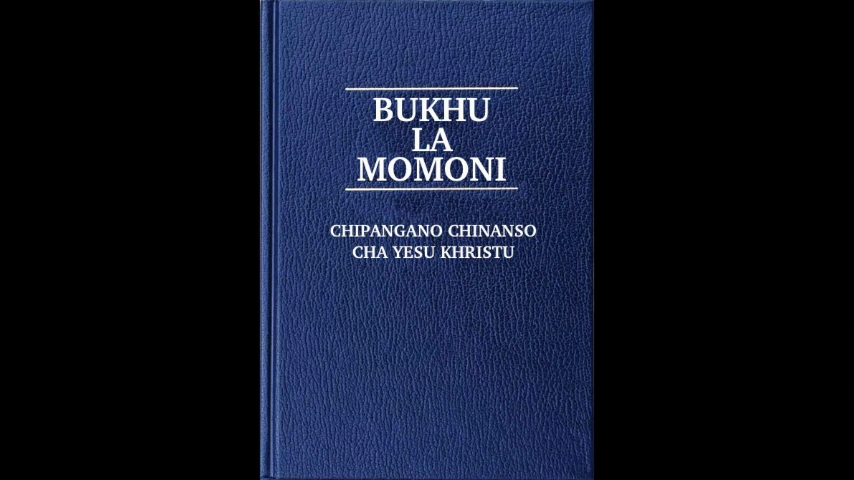 BUKHU
LA
MOMONI
CHIPANGANO CHINANSO
CHA YESU KHRISTU